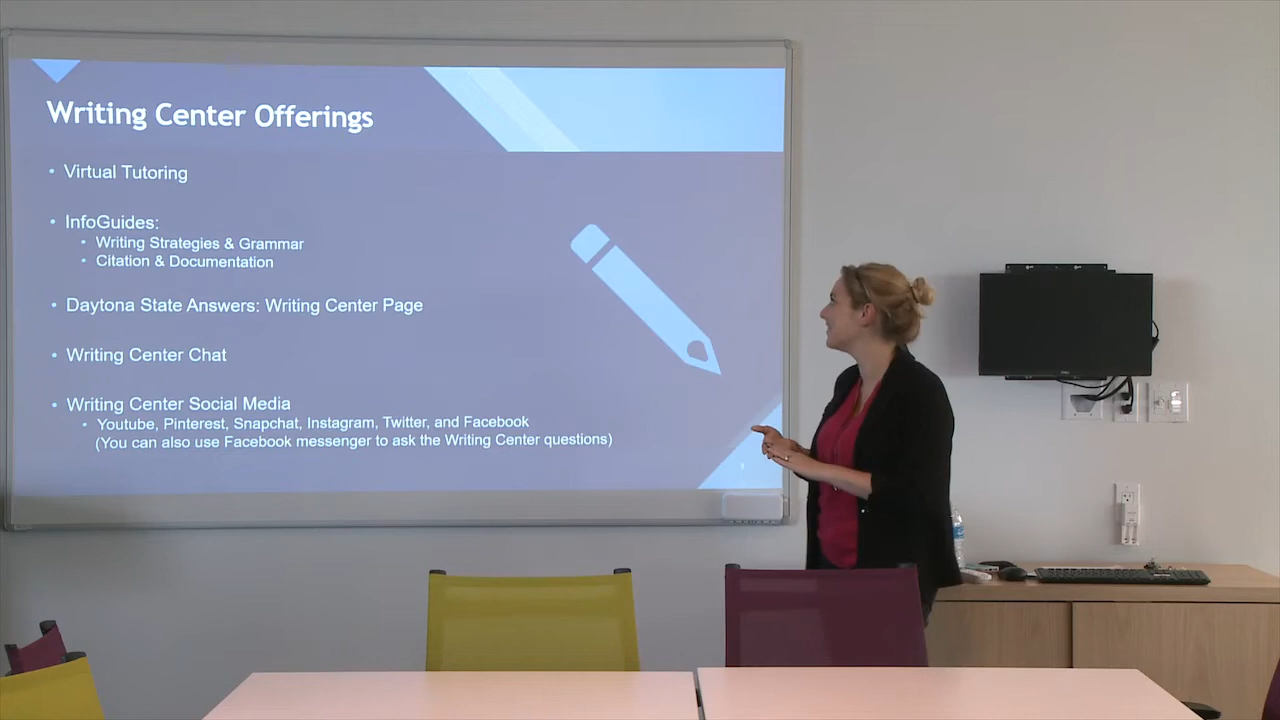 Writing Center Offerings
• Virtual Tutoring
• InfoGuides:
• Writing Strategies & Grammar
• Citation & Documentation
• Daytona State Answers: Writing Center Page
• Writing Center Chat
• Writing Center Social Media
• Youtube, Pinterest, Snapchat, Instagram, Twitter, and Facebook
(You can also use Facebook messenger to ask the Writing Center questions)